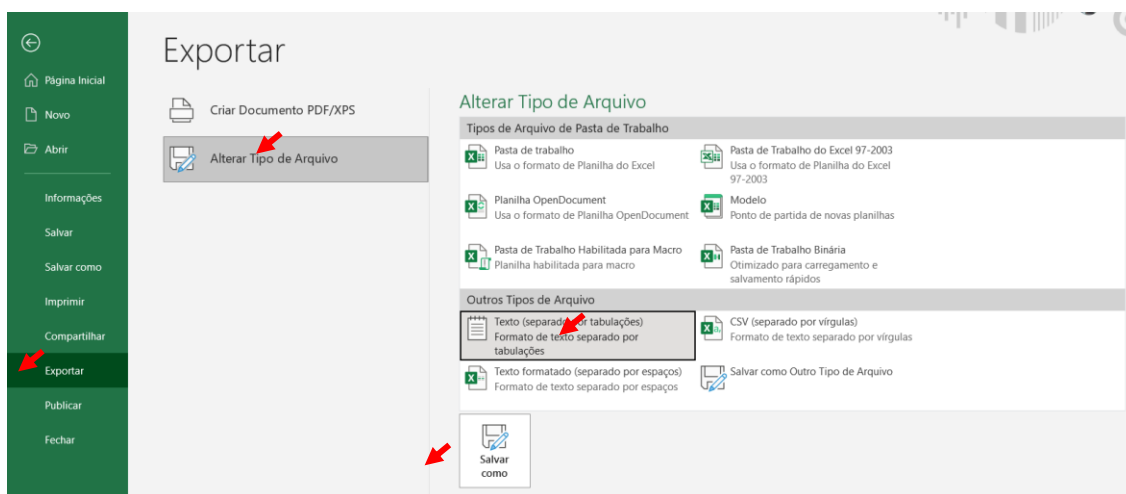 Exportar
Página Inicial
Novo
Abrir
Informações
Salvar
Salvar como
Imprimir
Compartilhar
Exportar
Publicar
Fechar
Criar Documento PDF/XPS
Alterar Tipo de Arquivo
Alterar Tipo de Arquivo
Tipos de Arquivo de Pasta de Trabalho
Pasta de trabalho
Usa o formato de Planilha do Excel
Pasta de Trabalho do Excel 97-2003
Usa o formato de Planilha do Excel
97-2003
Planilha OpenDocument
Usa o formato de Planilha OpenDocument
Modelo
Ponto de partida de novas planilhas
Pasta de Trabalho Habilitada para Macro
Planilha habilitada para macro
Pasta de Trabalho Binária
Otimizado para carregamento e
salvamento rápidos
Outros Tipos de Arquivo
Texto (separado por tabulações)
Formato de texto separado por
tabulações
CSV (separado por vírgulas)
Formato de texto separado por vírgulas
Texto formatado (separado por espaços)
Formato de texto separado por espaços
Salvar como Outro Tipo de Arquivo
Salvar
como